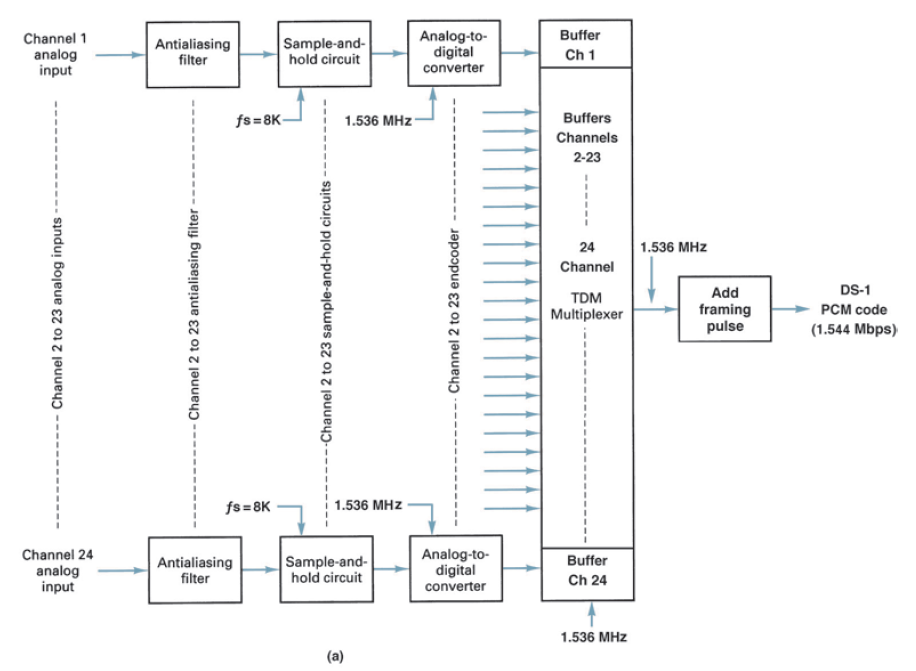 Channel 1
analog
input
Antialiasing
filter
Sample-and-
hold circuit
Analog-to-
digital
converter
Buffer
Ch 1
fs=8K
1.536 MHz
Buffers
Channels
2-23
Channel 2 to 23 analog inputs
Channel 2 to 23 antialiasing filter
Channel 2 to 23 sample-and-hold circuits
Channel 2 to 23 endcoder
24
Channel
TDM
Multiplexer
1.536 MHz
Add
framing
pulse
DS-1
PCM code
(1.544 Mbps)
fs=8K
1.536 MHz
Channel 24
analog
input
Antialiasing
filter
Sample-and-
hold circuit
Analog-to-
digital
converter
Buffer
Ch 24
1.536 MHz
(a)